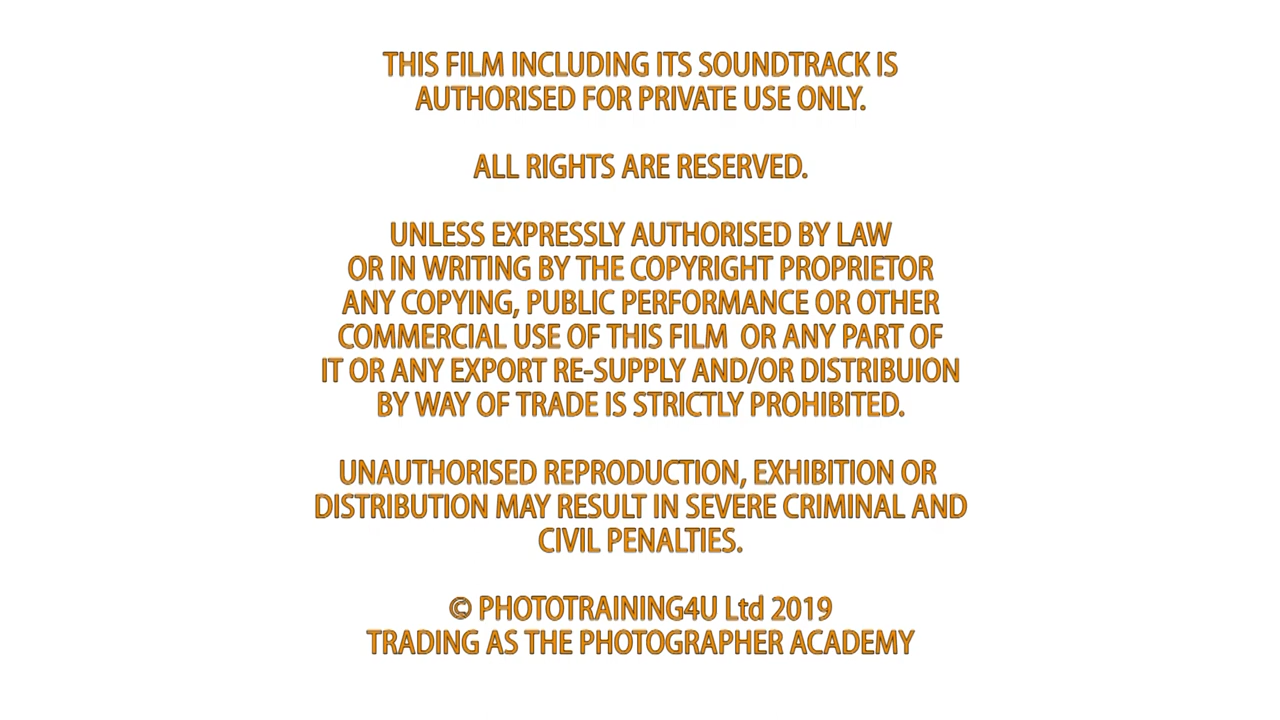 THIS FILM INCLUDING ITS SOUNDTRACK IS
AUTHORISED FOR PRIVATE USE ONLY.
ALL RIGHTS ARE RESERVED.
UNLESS EXPRESSLY AUTHORISED BY LAW
OR IN WRITING BY THE COPYRIGHT PROPRIETOR
ANY COPYING, PUBLIC PERFORMANCE OR OTHER
COMMERCIAL USE OF THIS FILM  OR ANY PART OF
IT OR ANY EXPORT RE-SUPPLY AND/OR DISTRIBUION
BY WAY OF TRADE IS STRICTLY PROHIBITED.
UNAUTHORISED REPRODUCTION, EXHIBITION OR
DISTRIBUTION MAY RESULT IN SEVERE CRIMINAL AND
CIVIL PENALTIES.
© PHOTOTRAINING4U Ltd 2019
TRADING AS THE PHOTOGRAPHER ACADEMY